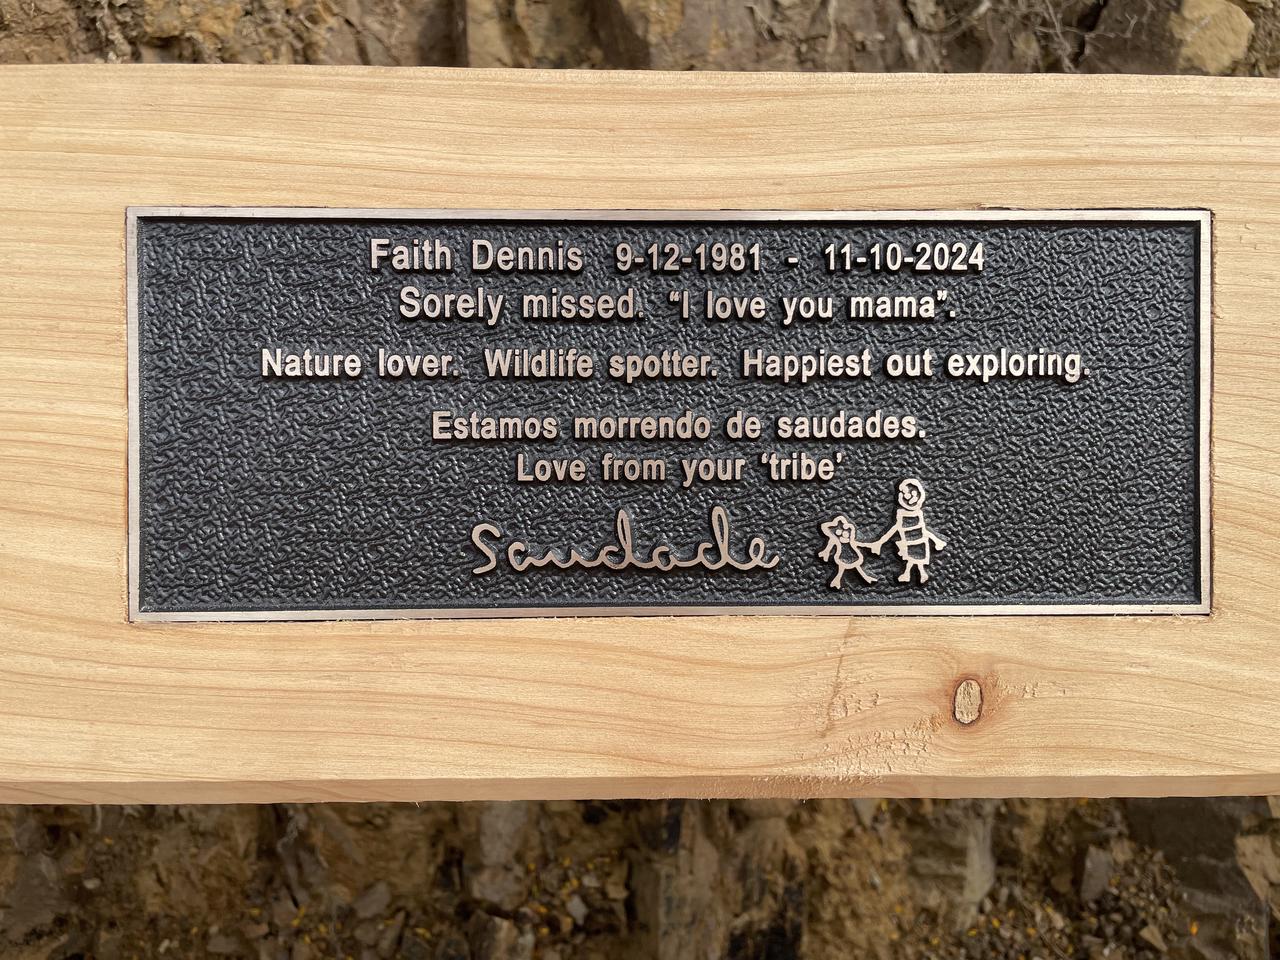 Faith Dennis 9-12-1981 - 11-10-2024
Sorely missed. "I love you mama".
Nature lover. Wildlife spotter. Happiest out exploring.
Estamos morrendo de saudades.
Love from your 'tribe'
Saudade